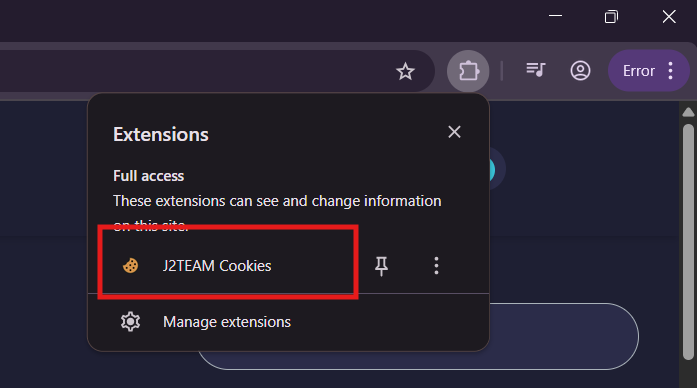 Error
Extensions
Full access
These extensions can see and change information
on this site.
J2TEAM Cookies
Manage extensions